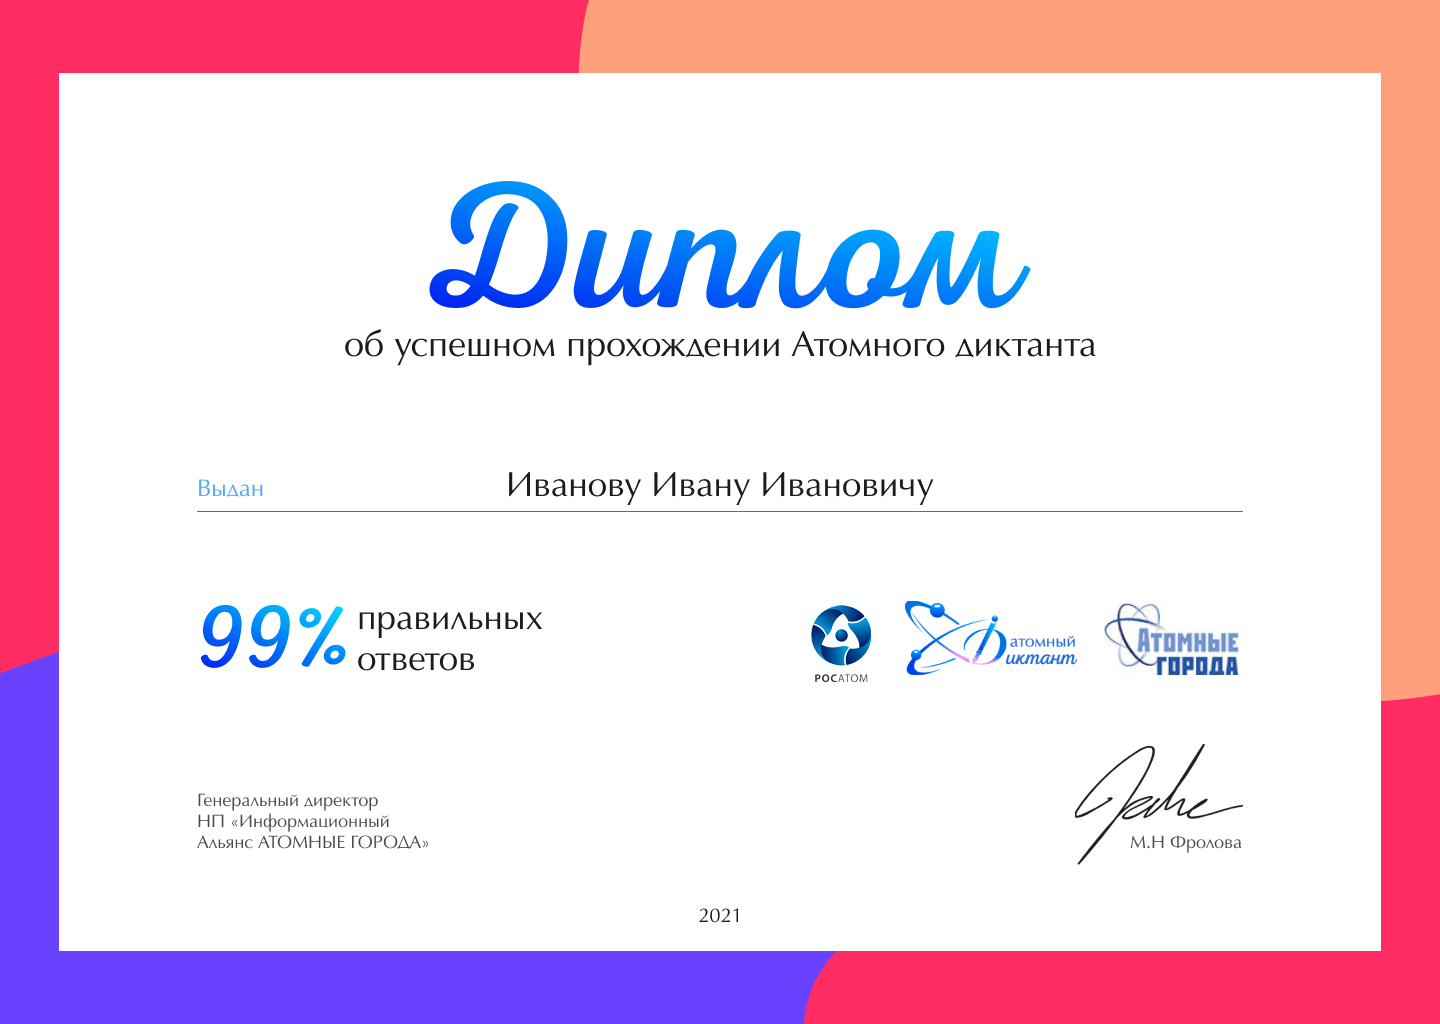 Диплом
об успешном прохождении Атомного диктанта
Выдан Иванову Ивану Ивановичу
99% правильных
ответов
РОСАТОМ
атомный
Диктант
АТОМНЫЕ
ГОРОДА
Генеральный директор
НП «Информационный
Альянс АТОМНЫЕ ГОРОДА»
М.Н Фролова
2021